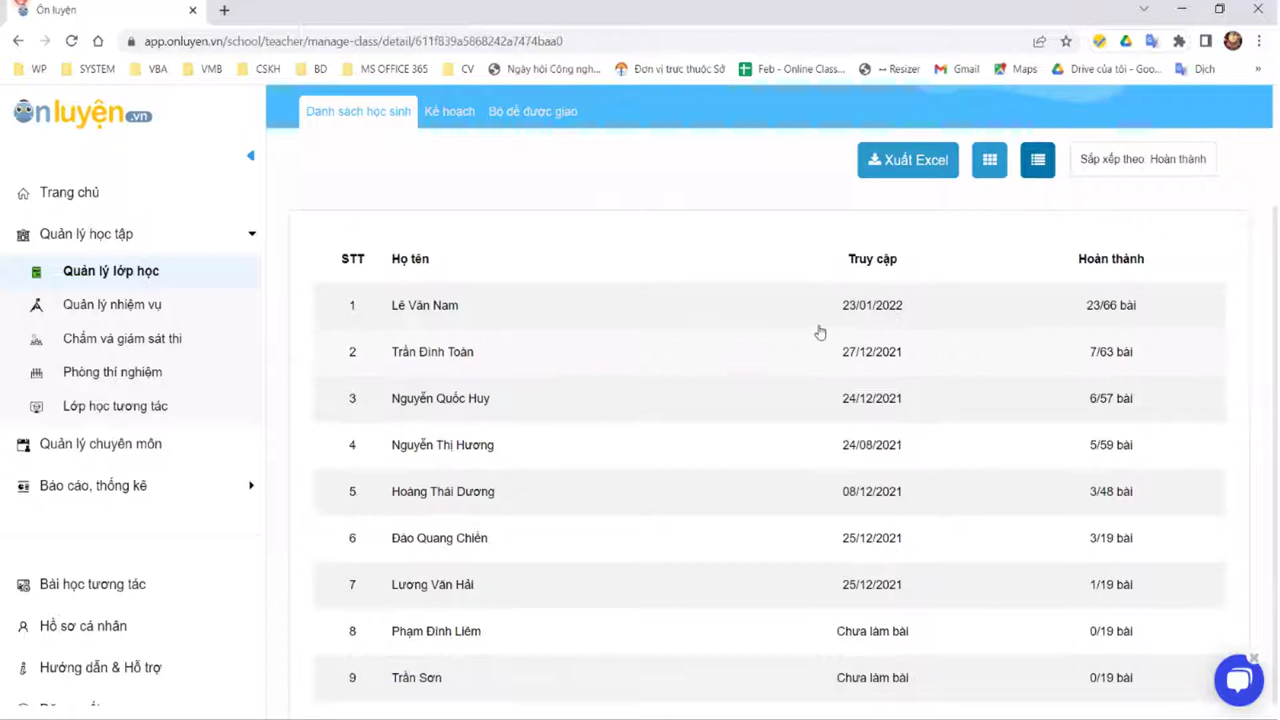 Ôn luyện
app.onluyen.vn/school/teacher/manage-class/detail/611f839a5868242a7474baa0
WP SYSTEM VBA VMB CSKH BD MS OFFICE 365 CV Ngày hội Công nghệ... Đơn vị trực thuộc Sở Feb - Online Class... -- Resizer Gmail Maps Drive của tôi - Goo... Dịch »
Ôn luyện.vn
Danh sách học sinh Kế hoạch Bộ đề được giao
Xuất Excel Sắp xếp theo Hoàn thành
Trang chủ
Quản lý học tập
Quản lý lớp học
Quản lý nhiệm vụ
Chấm và giám sát thi
Phòng thí nghiệm
Lớp học tương tác
Quản lý chuyên môn
Báo cáo, thống kê
Bài học tương tác
Hồ sơ cá nhân
Hướng dẫn & Hỗ trợ
STT Họ tên Truy cập Hoàn thành
1 Lê Văn Nam 23/01/2022 23/66 bài
2 Trần Đình Toàn 27/12/2021 7/63 bài
3 Nguyễn Quốc Huy 24/12/2021 6/57 bài
4 Nguyễn Thị Hương 24/08/2021 5/59 bài
5 Hoàng Thái Dương 08/12/2021 3/48 bài
6 Đào Quang Chiến 25/12/2021 3/19 bài
7 Lương Văn Hải 25/12/2021 1/19 bài
8 Phạm Đình Liêm Chưa làm bài 0/19 bài
9 Trần Sơn Chưa làm bài 0/19 bài